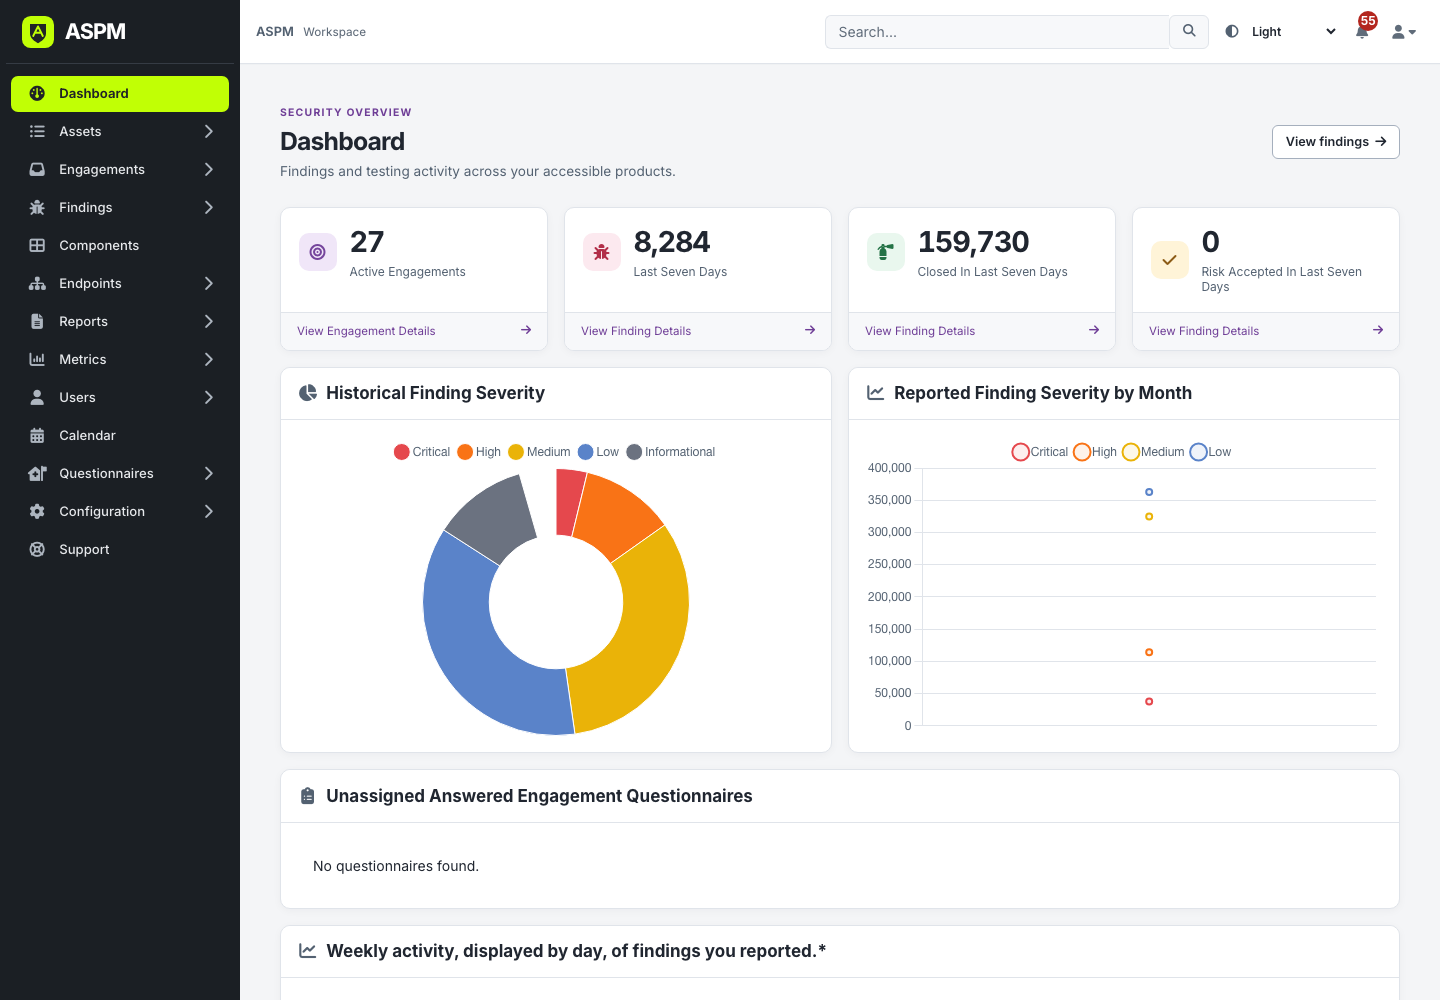 ASPM
Dashboard
Assets
Engagements
Findings
Components
Endpoints
Reports
Metrics
Users
Calendar
Questionnaires
Configuration
Support
ASPM Workspace
Search...
Light
55
SECURITY OVERVIEW
Dashboard
Findings and testing activity across your accessible products.
View findings
27
Active Engagements
View Engagement Details
8,284
Last Seven Days
View Finding Details
159,730
Closed In Last Seven Days
View Finding Details
0
Risk Accepted In Last Seven
Days
View Finding Details
Historical Finding Severity
Critical High Medium Low Informational
Reported Finding Severity by Month
Critical High Medium Low
400,000
350,000
300,000
250,000
200,000
150,000
100,000
50,000
0
Unassigned Answered Engagement Questionnaires
No questionnaires found.
Weekly activity, displayed by day, of findings you reported.*